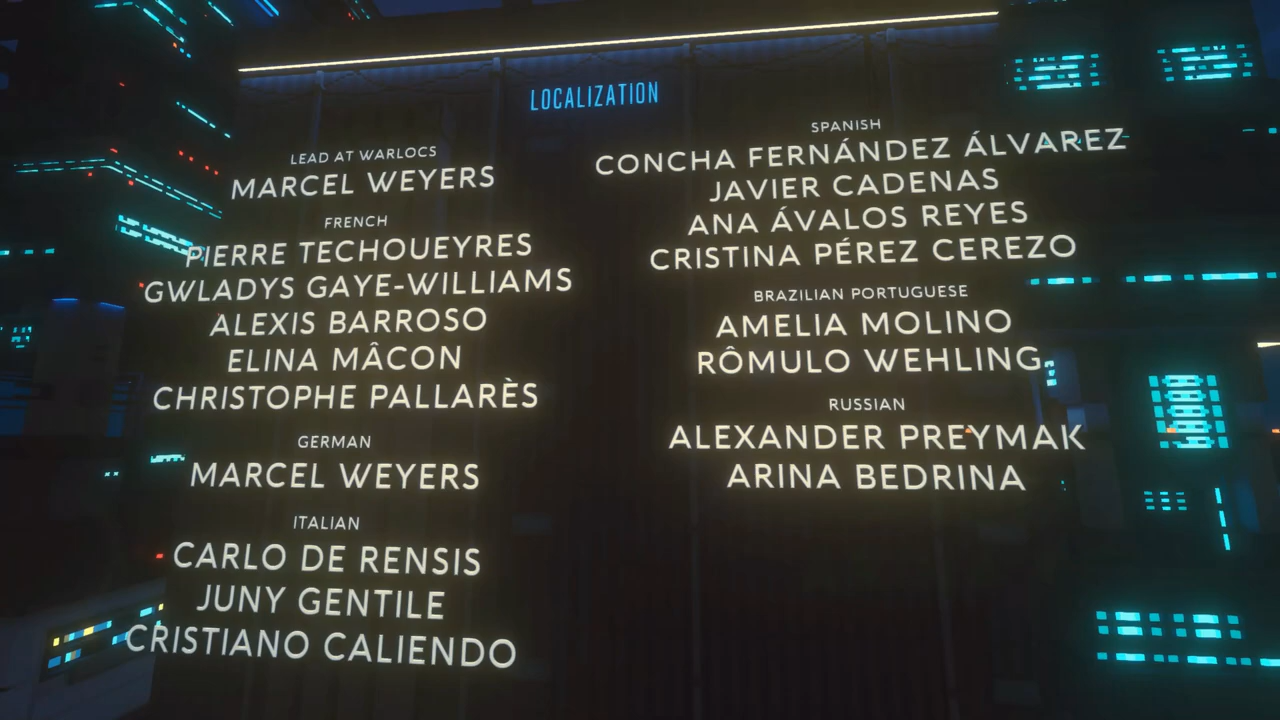 LOCALIZATION
LEAD AT WARLOCS
MARCEL WEYERS
FRENCH
PIERRE TECHOUEYRES
GWLADYS GAYE-WILLIAMS
ALEXIS BARROSO
ELINA MÂCON
CHRISTOPHE PALLARÈS
GERMAN
MARCEL WEYERS
ITALIAN
CARLO DE RENSIS
JUNY GENTILE
CRISTIANO CALIENDO
SPANISH
CONCHA FERNÁNDEZ ÁLVAREZ
JAVIER CADENAS
ANA ÁVALOS REYES
CRISTINA PÉREZ CEREZO
BRAZILIAN PORTUGUESE
AMELIA MOLINO
RÔMULO WEHLING
RUSSIAN
ALEXANDER PREYMAK
ARINA BEDRINA